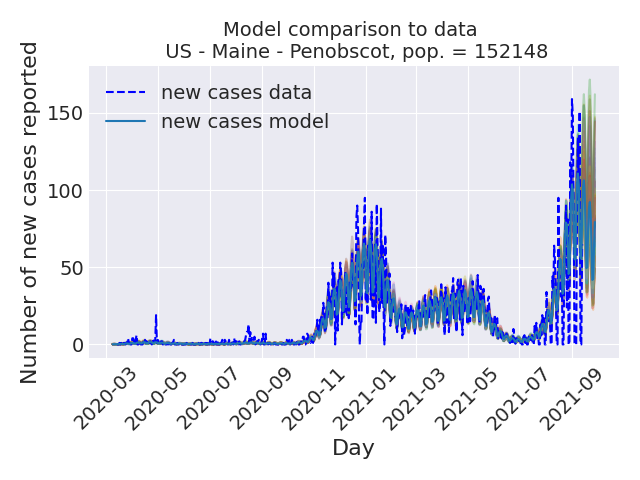 Model comparison to data
US - Maine - Penobscot, pop. = 152148
Number of new cases reported
150
100
50
0
new cases data
new cases model
2020-03
2020-05
2020-07
2020-09
2020-11
2021-01
2021-03
2021-05
2021-07
2021-09
Day